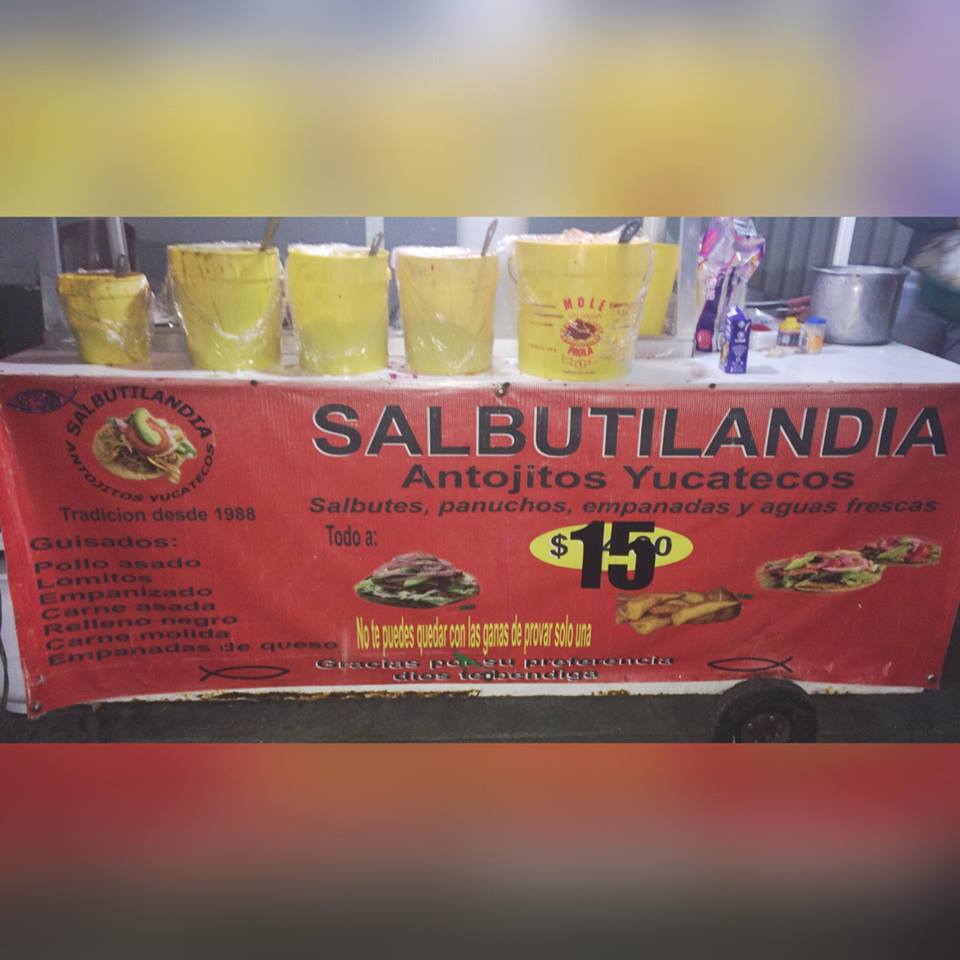 MOLE
PAOLA
SALBUTILANDIA
ANTOJITOS YUCATECOS
Tradicion desde 1988
Guisados:
Pollo asado
Lomitos
Empanizado
Carne asada
Relleno negro
Carne molida
Empanadas de queso
SALBUTILANDIA
Antojitos Yucatecos
Salbutes, panuchos, empanadas y aguas frescas
Todo a:
$ 15
No te puedes quedar con las ganas de provar solo una
Gracias por su preferencia
dios te bendiga